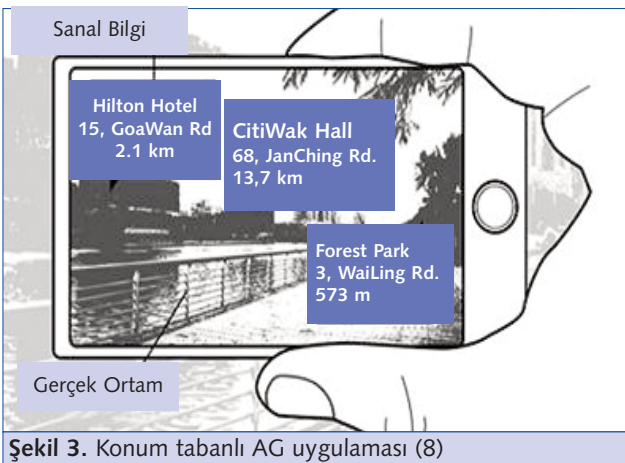 Sanal Bilgi
Hilton Hotel
15, GoaWan Rd
2.1 km
CitiWak Hall
68, JanChing Rd.
13,7 km
Forest Park
3, WaiLing Rd.
573 m
Gerçek Ortam
Şekil 3. Konum tabanlı AG uygulaması (8)